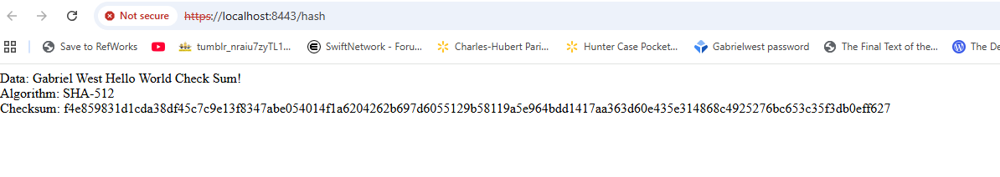 Not secure https://localhost:8443/hash
Save to RefWorks tumblr_nraiu7zyTL1... SwiftNetwork - Foru... Charles-Hubert Pari... Hunter Case Pocket... Gabrielwest password The Final Text of the... The De
Data: Gabriel West Hello World Check Sum!
Algorithm: SHA-512
Checksum: f4e859831d1cda38df45c7c9e13f8347abe054014f1a6204262b697d6055129b58119a5e964bdd1417aa363d60e435e314868c4925276bc653c35f3db0eff627